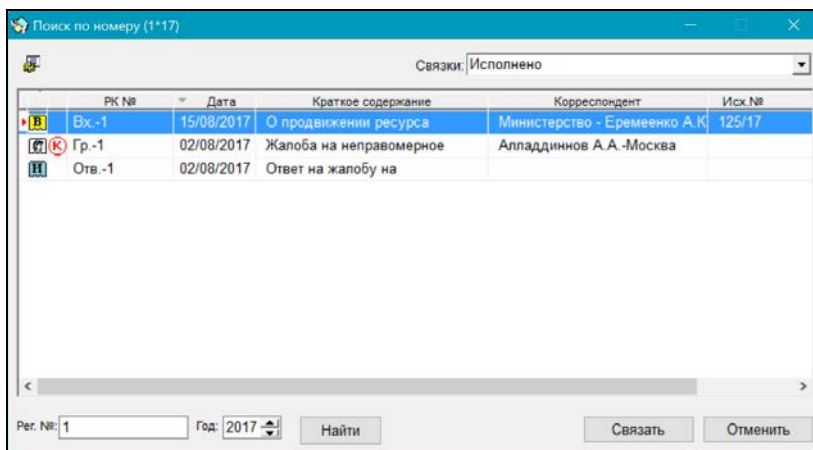 Поиск по номеру (1*17)
Связки: Исполнено
РК № Дата Краткое содержание Корреспондент Исх.№
В Вх.-1 15/08/2017 О продвижении ресурса Министерство - Еремеенко А.К 125/17
К Гр.-1 02/08/2017 Жалоба на неправомерное Алладдиннов А.А.-Москва
И Отв.-1 02/08/2017 Ответ на жалобу на
Рег. №: 1 Год: 2017 Найти Связать Отменить